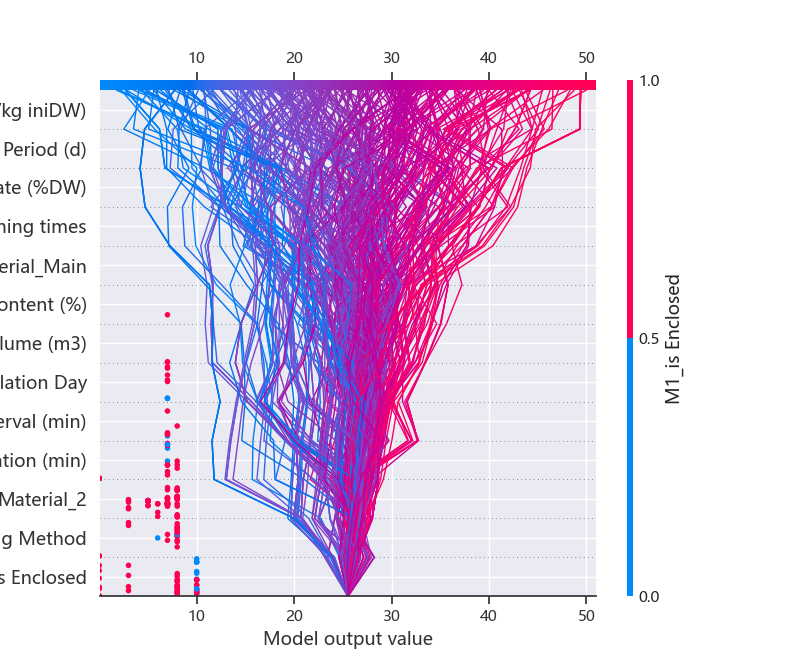 10 20 30 40 50
/kg iniDW)
Period (d)
ate (%DW)
ning times
erial_Main
ontent (%)
lume (m3)
lation Day
erval (min)
ation (min)
Material_2
g Method
s Enclosed
10 20 30 40 50
Model output value
1.0
0.5
0.0
M1_is Enclosed